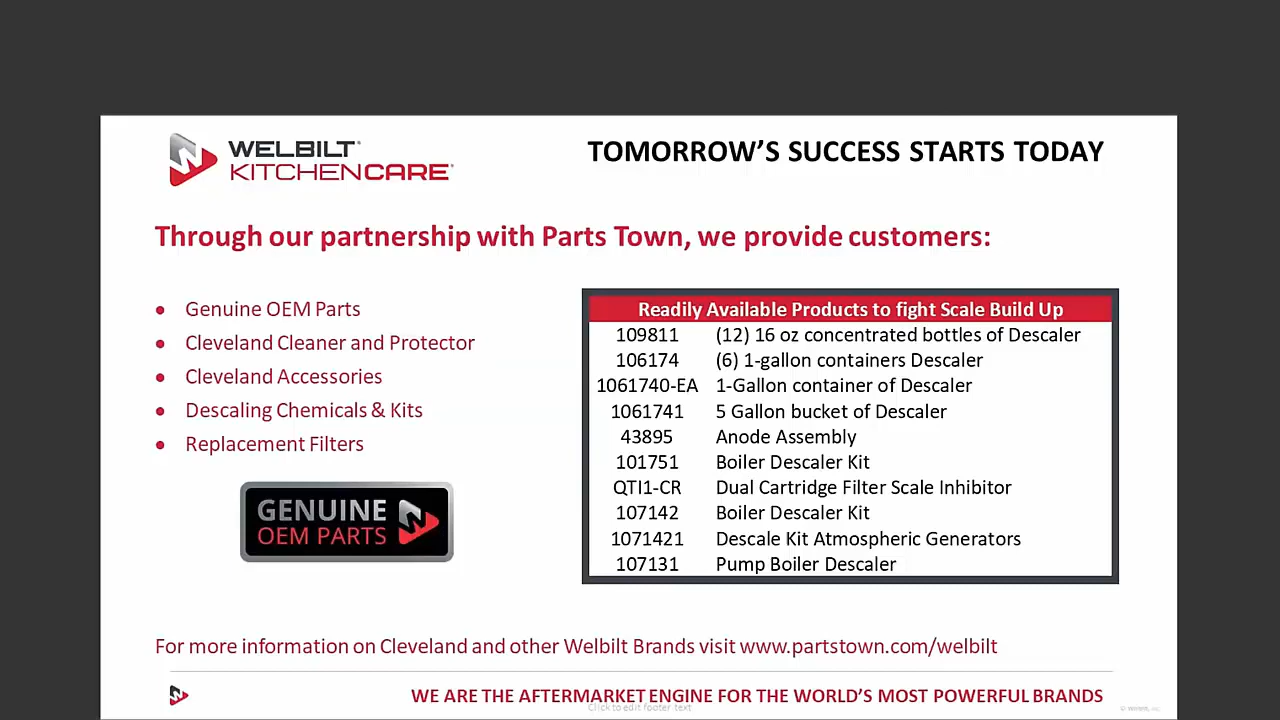 WELBILT®
KITCHENCARE®
TOMORROW'S SUCCESS STARTS TODAY
Through our partnership with Parts Town, we provide customers:
• Genuine OEM Parts
• Cleveland Cleaner and Protector
• Cleveland Accessories
• Descaling Chemicals & Kits
• Replacement Filters
GENUINE
OEM PARTS
Readily Available Products to fight Scale Build Up
109811 (12) 16 oz concentrated bottles of Descaler
106174 (6) 1-gallon containers Descaler
1061740-EA 1-Gallon container of Descaler
1061741 5 Gallon bucket of Descaler
43895 Anode Assembly
101751 Boiler Descaler Kit
QTI1-CR Dual Cartridge Filter Scale Inhibitor
107142 Boiler Descaler Kit
1071421 Descale Kit Atmospheric Generators
107131 Pump Boiler Descaler
For more information on Cleveland and other Welbilt Brands visit www.partstown.com/welbilt
WE ARE THE AFTERMARKET ENGINE FOR THE WORLD'S MOST POWERFUL BRANDS
Click to edit footer text